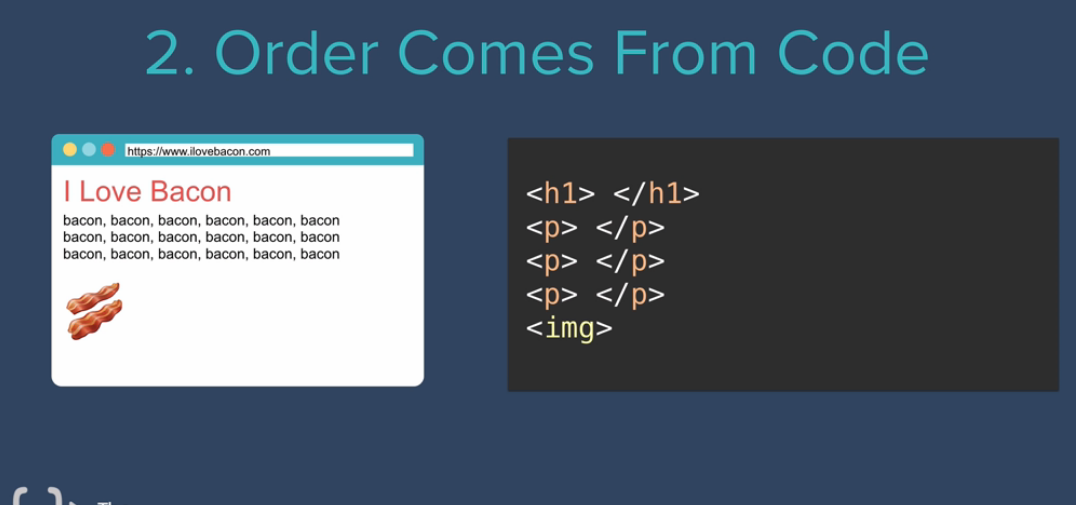 2. Order Comes From Code
https://www.ilovebacon.com
I Love Bacon
bacon, bacon, bacon, bacon, bacon, bacon
bacon, bacon, bacon, bacon, bacon, bacon
bacon, bacon, bacon, bacon, bacon, bacon
<h1> </h1>
<p> </p>
<p> </p>
<p> </p>
<img>